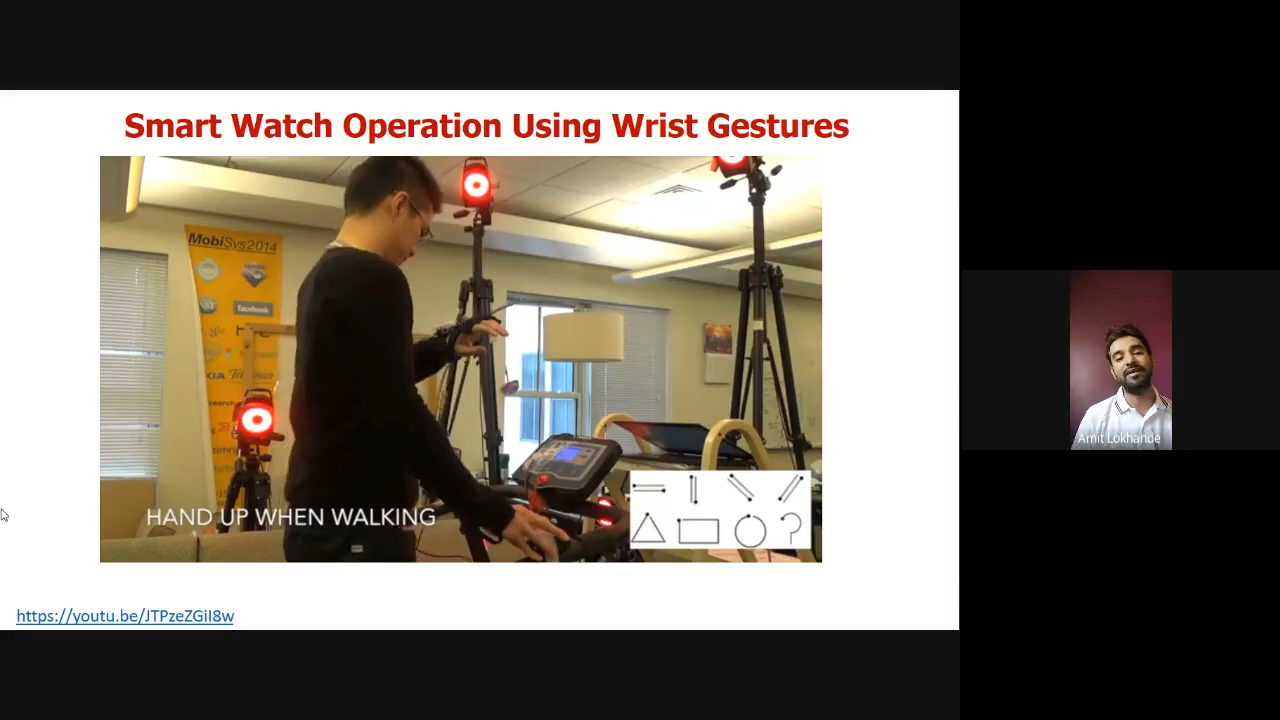 Smart Watch Operation Using Wrist Gestures
MobiSys2014
facebook
HAND UP WHEN WALKING
https://youtu.be/JTPzeZGiI8w
Amit Lokhande